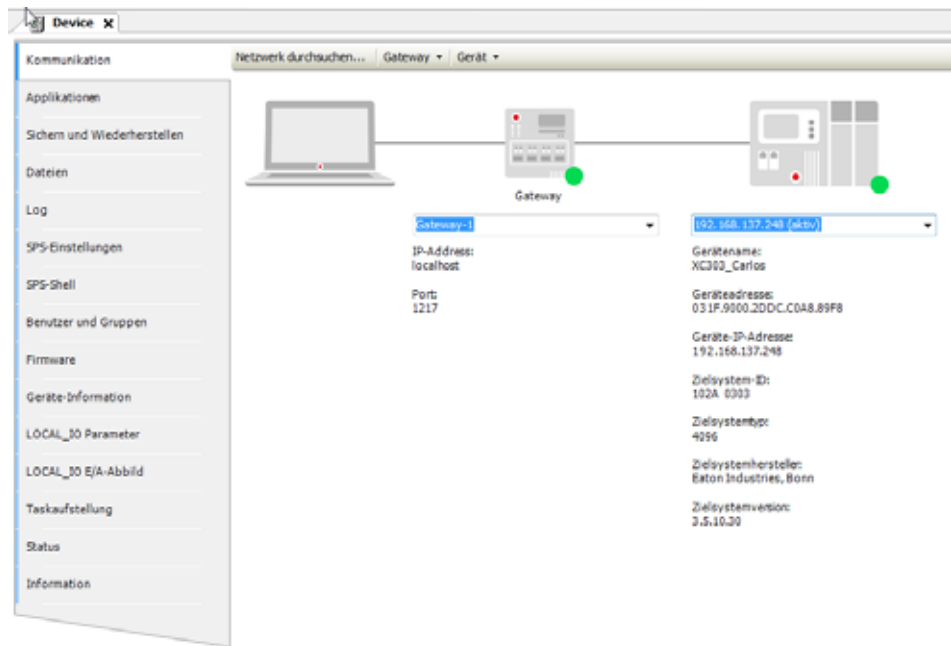 Device
Kommunikation
Applikationen
Sichern und Wiederherstellen
Dateien
Log
SPS-Einstellungen
SPS-Shell
Benutzer und Gruppen
Firmware
Geräte-Information
LOCAL_IO Parameter
LOCAL_IO E/A-Abbild
Taskaufstellung
Status
Information
Netzwerk durchsuchen... Gateway Gerät
Gateway
Gateway-1
IP-Address:
localhost
Port:
1217
192.168.137.248 (aktiv)
Gerätename:
XC303_Carlos
Geräteadresse:
031F.9000.2DDC.C0A8.89F8
Geräte-IP-Adresse:
192.168.137.248
Zielsystem-ID:
102A 0303
Zielsystemtyp:
4096
Zielsystemhersteller:
Eaton Industries, Bonn
Zielsystemversion:
3.5.10.30